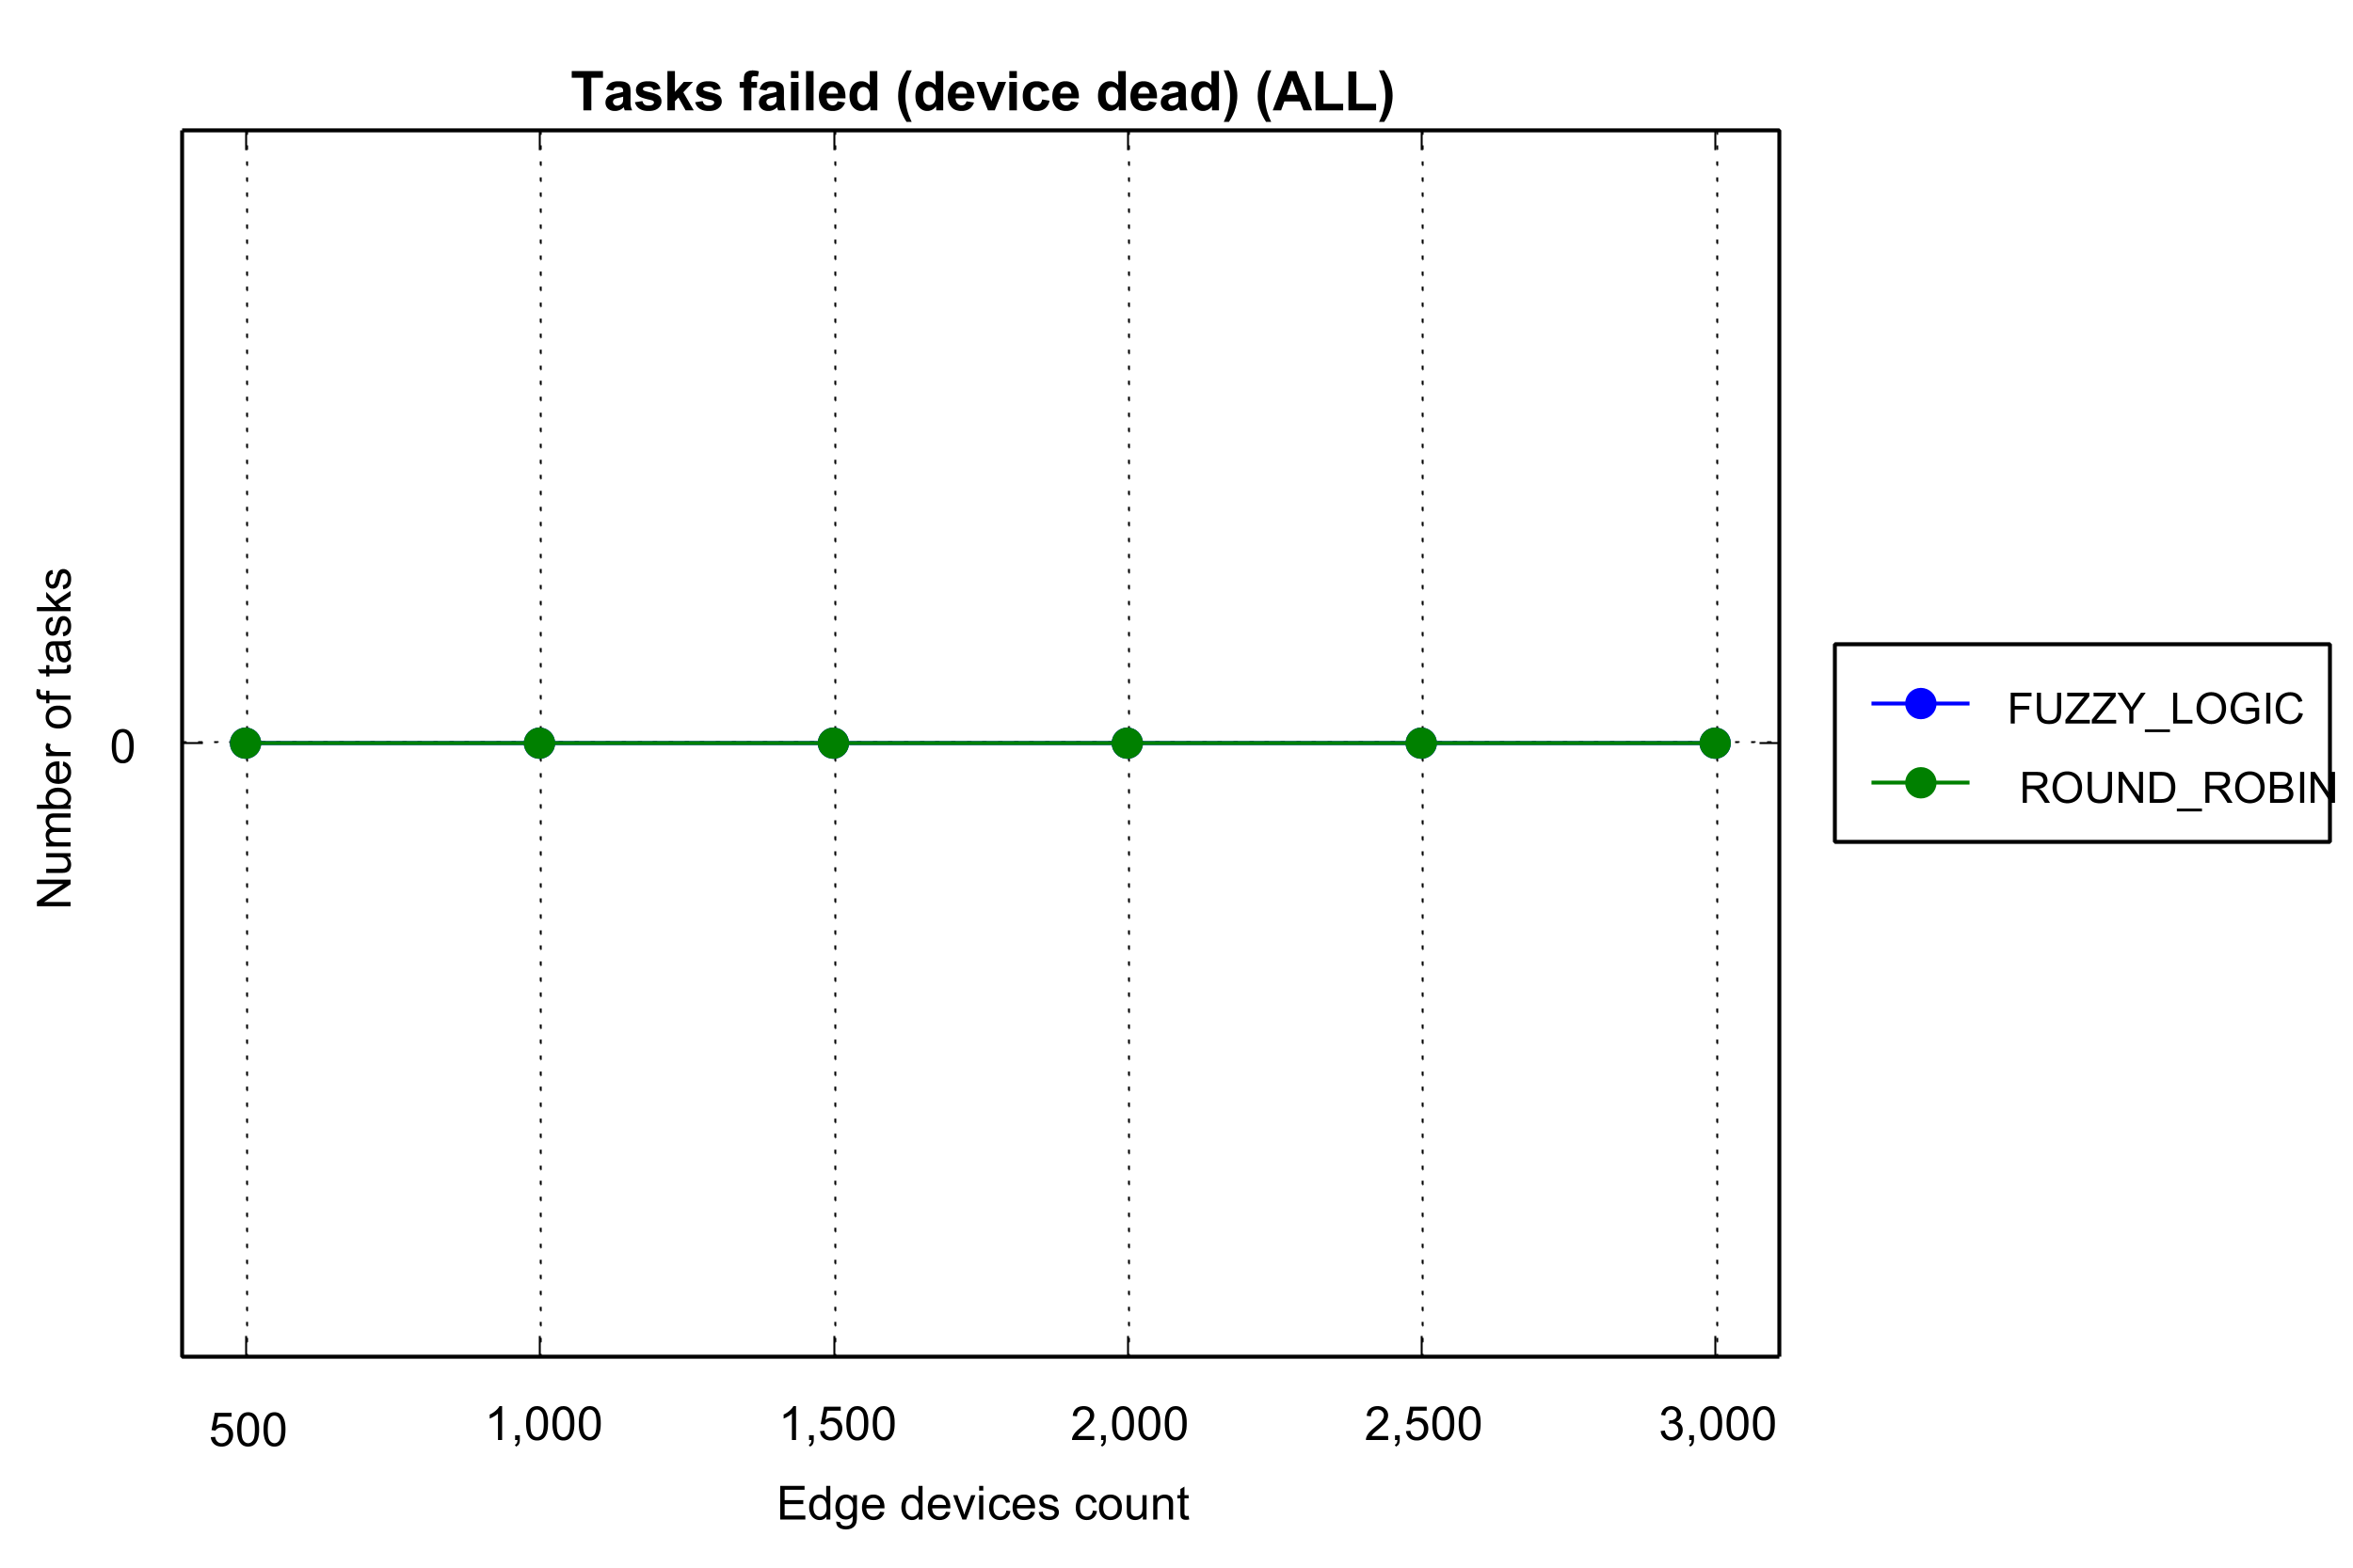 Tasks failed (device dead) (ALL)
Number of tasks
0
FUZZY_LOGIC
ROUND_ROBIN
500 1,000 1,500 2,000 2,500 3,000
Edge devices count